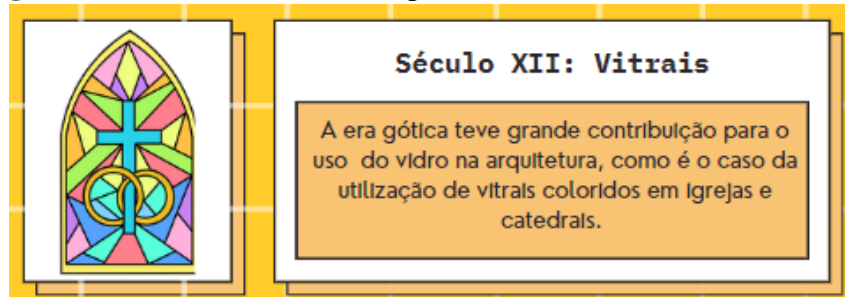 Século XII: Vitrais
A era gótica teve grande contribuição para o
uso do vidro na arquitetura, como é o caso da
utilização de vitrais coloridos em igrejas e
catedrais.